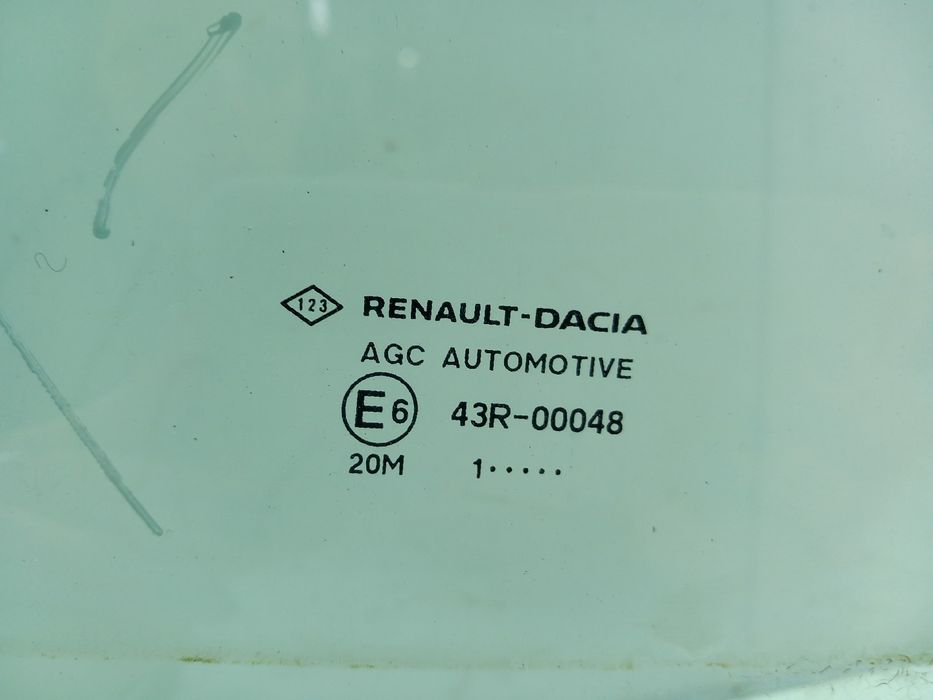 123 RENAULT-DACIA
AGC AUTOMOTIVE
E6 43R-00048
20M 1·····